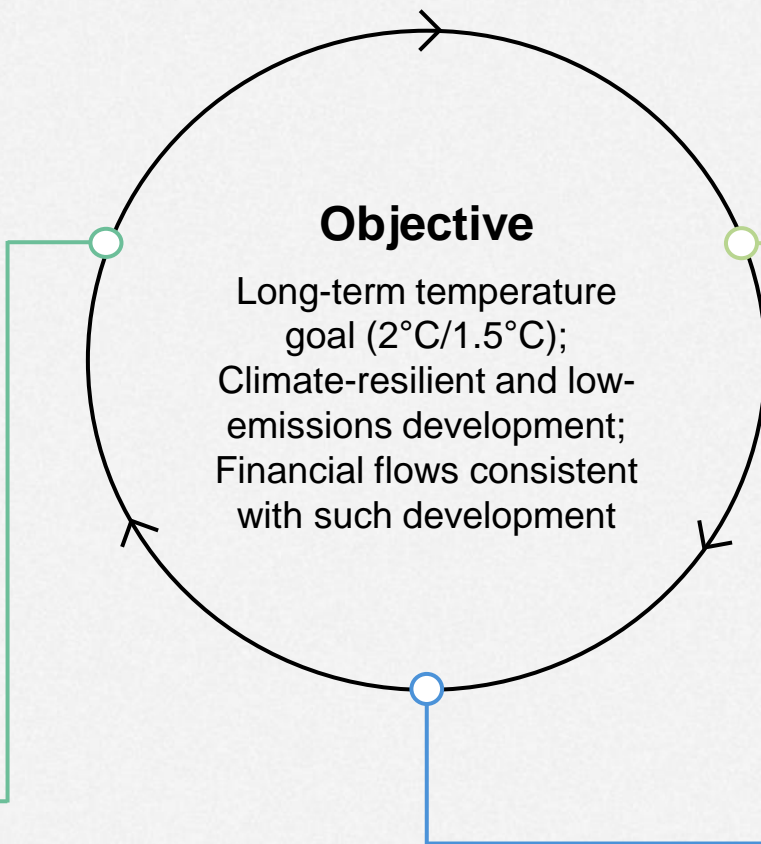 Objective
Long-term temperature
goal (2°C/1.5°C);
Climate-resilient and low-
emissions development;
Financial flows consistent
with such development